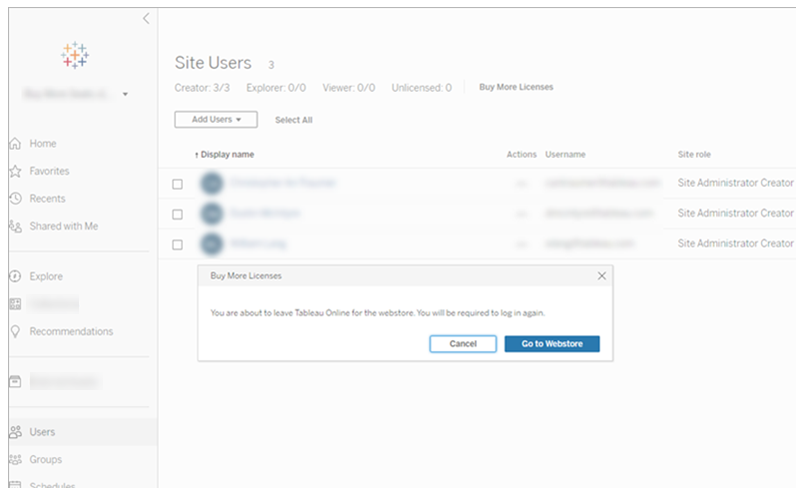 Site Users 3
Creator: 3/3 Explorer: 0/0 Viewer: 0/0 Unlicensed: 0 Buy More Licenses
Add Users Select All
↑ Display name Actions Username Site role
Site Administrator Creator
Site Administrator Creator
Site Administrator Creator
Home
Favorites
Recents
Shared with Me
Explore
Recommendations
Users
Groups
Schedules
Buy More Licenses
You are about to leave Tableau Online for the webstore. You will be required to log in again.
Cancel Go to Webstore